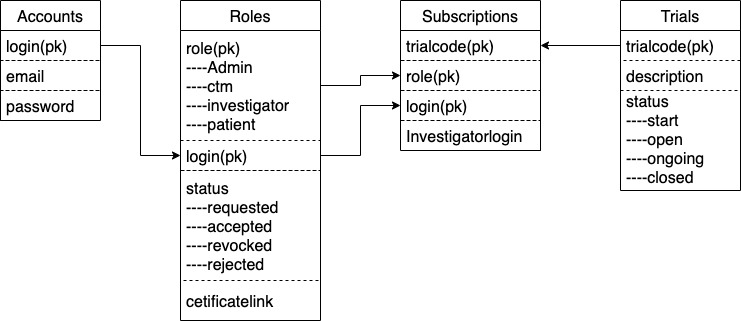 Accounts
login(pk)
email
password
Roles
role(pk)
----Admin
----ctm
----investigator
----patient
login(pk)
status
----requested
----accepted
----revocked
----rejected
cetificatelink
Subscriptions
trialcode(pk)
role(pk)
login(pk)
Investigatorlogin
Trials
trialcode(pk)
description
status
----start
----open
----ongoing
----closed